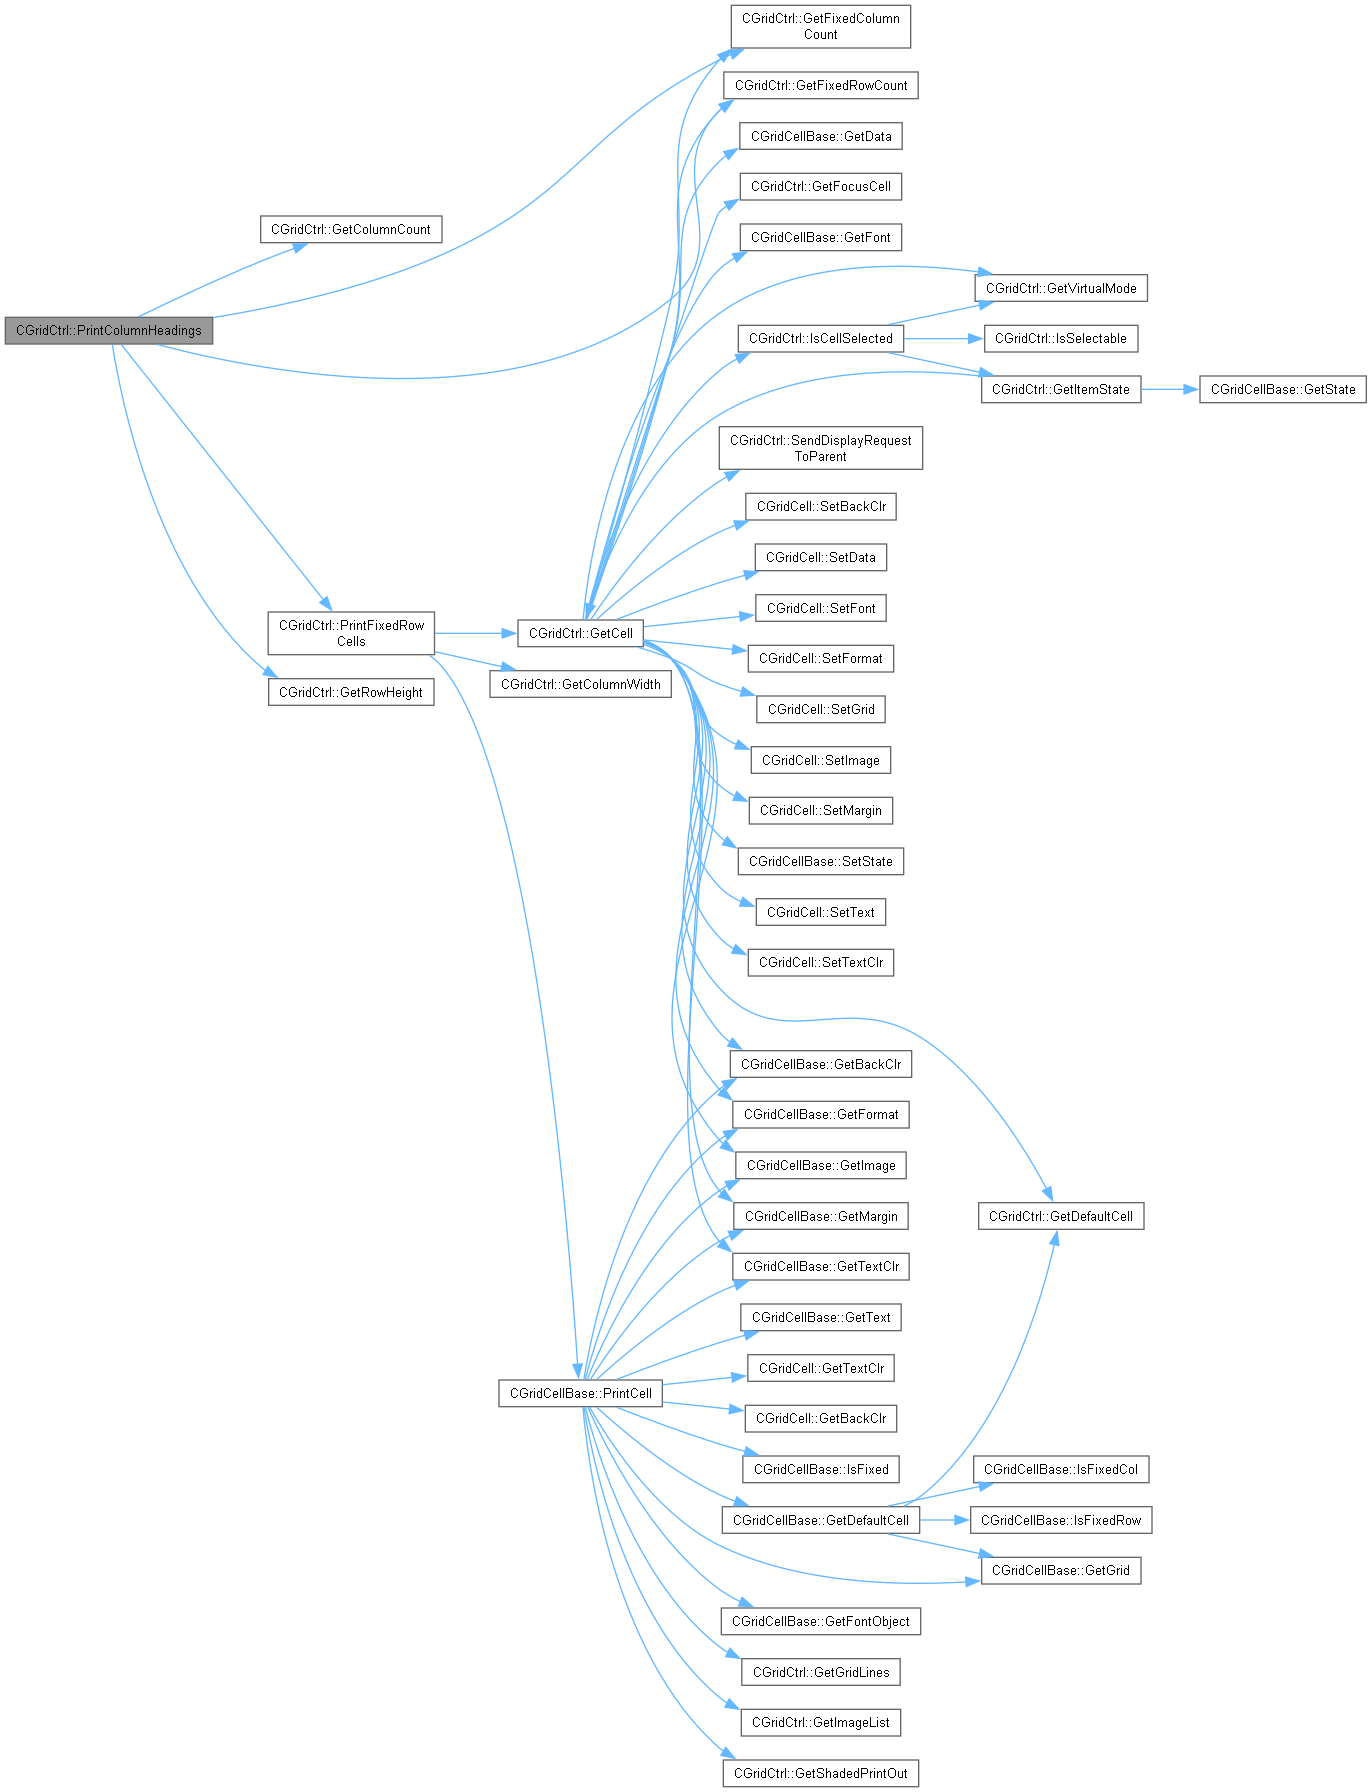 CGridCtrl::GetFixedColumn
Count
CGridCtrl::GetFixedRowCount
CGridCellBase::GetData
CGridCtrl::GetFocusCell
CGridCtrl::GetColumnCount
CGridCellBase::GetFont
CGridCtrl::GetVirtualMode
CGridCtrl::PrintColumnHeadings
CGridCtrl::IsCellSelected
CGridCtrl::IsSelectable
CGridCtrl::GetItemState
CGridCellBase::GetState
CGridCtrl::SendDisplayRequest
ToParent
CGridCell::SetBackClr
CGridCell::SetData
CGridCell::SetFont
CGridCtrl::PrintFixedRow
Cells
CGridCtrl::GetCell
CGridCell::SetFormat
CGridCtrl::GetRowHeight
CGridCtrl::GetColumnWidth
CGridCell::SetGrid
CGridCell::SetImage
CGridCell::SetMargin
CGridCellBase::SetState
CGridCell::SetText
CGridCell::SetTextClr
CGridCellBase::GetBackClr
CGridCellBase::GetFormat
CGridCellBase::GetImage
CGridCellBase::GetMargin
CGridCtrl::GetDefaultCell
CGridCellBase::GetTextClr
CGridCellBase::GetText
CGridCell::GetTextClr
CGridCellBase::PrintCell
CGridCell::GetBackClr
CGridCellBase::IsFixed
CGridCellBase::IsFixedCol
CGridCellBase::GetDefaultCell
CGridCellBase::IsFixedRow
CGridCellBase::GetGrid
CGridCellBase::GetFontObject
CGridCtrl::GetGridLines
CGridCtrl::GetImageList
CGridCtrl::GetShadedPrintOut